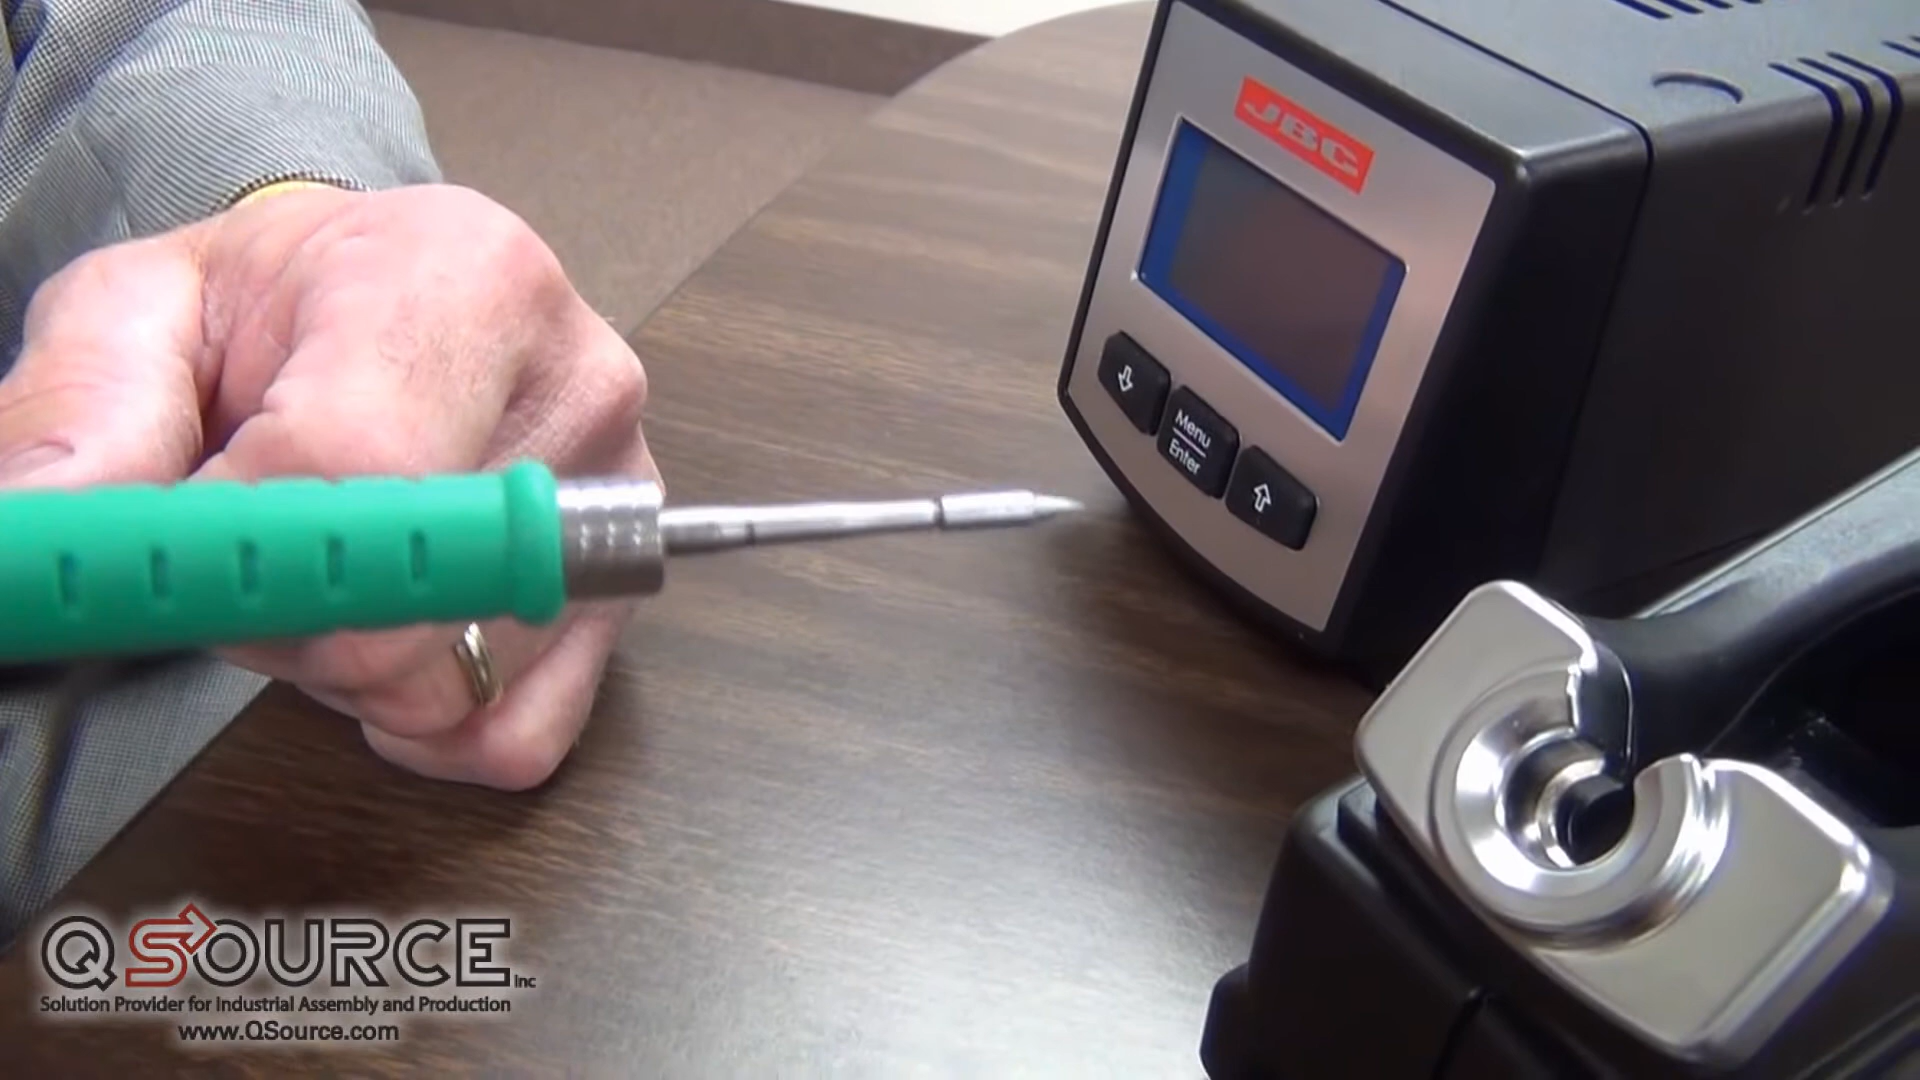 JBC
Menu
Enter
QSOURCE Inc
Solution Provider for Industrial Assembly and Production
www.QSource.com